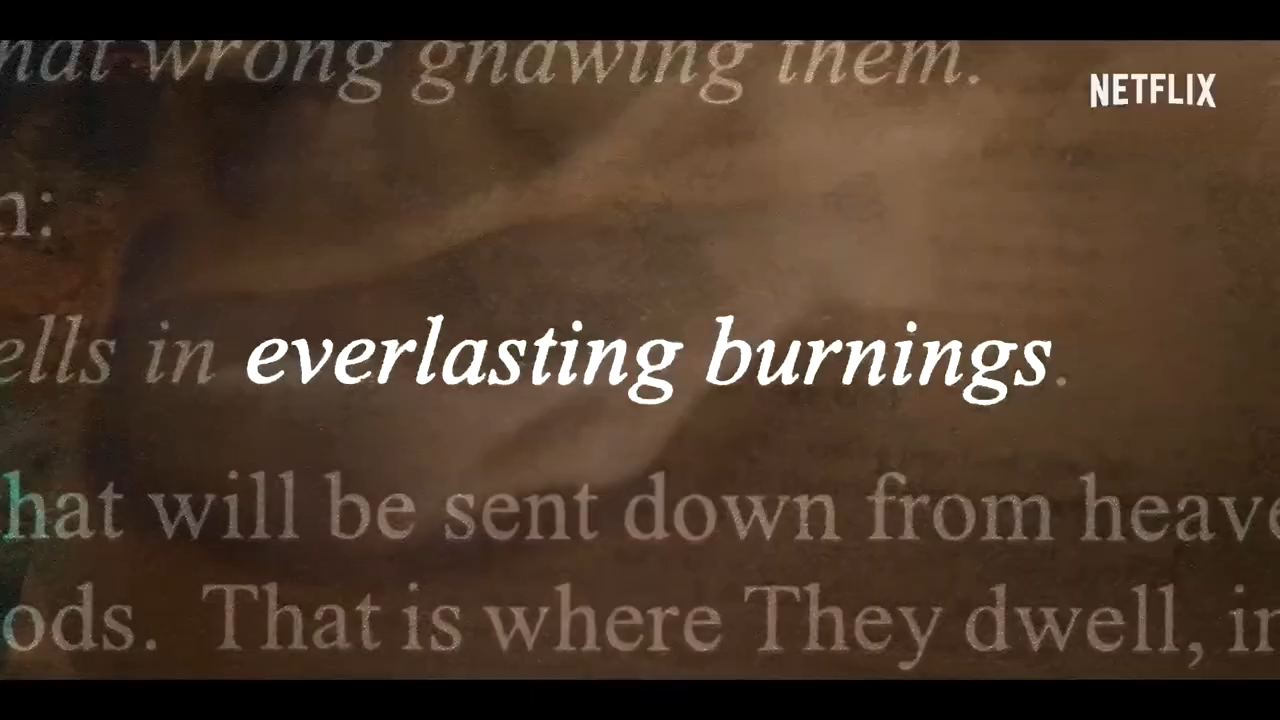 hat wrong gnawing them.
NETFLIX
n:
ells in everlasting burnings.
hat will be sent down from heave
ods. That is where They dwell, in